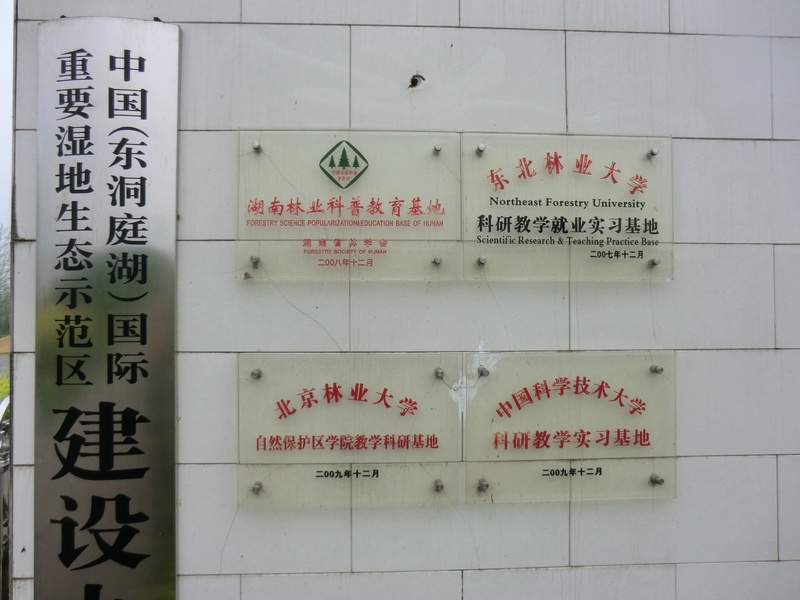 中国(东洞庭湖)国际
重要湿地生态示范区
建设
湖南林业科普教育基地
FORESTRY SCIENCE POPULARIZATION EDUCATION BASE OF HUNAN
湖南省林学会
FORESTRY SOCIETY OF HUNAN
二00八年十二月
东北林业大学
Northeast Forestry University
科研教学就业实习基地
Scientific Research & Teaching Practice Base
二00七年十二月
北京林业大学
自然保护区学院教学科研基地
二00九年十二月
中国科学技术大学
科研教学实习基地
二00九年十二月